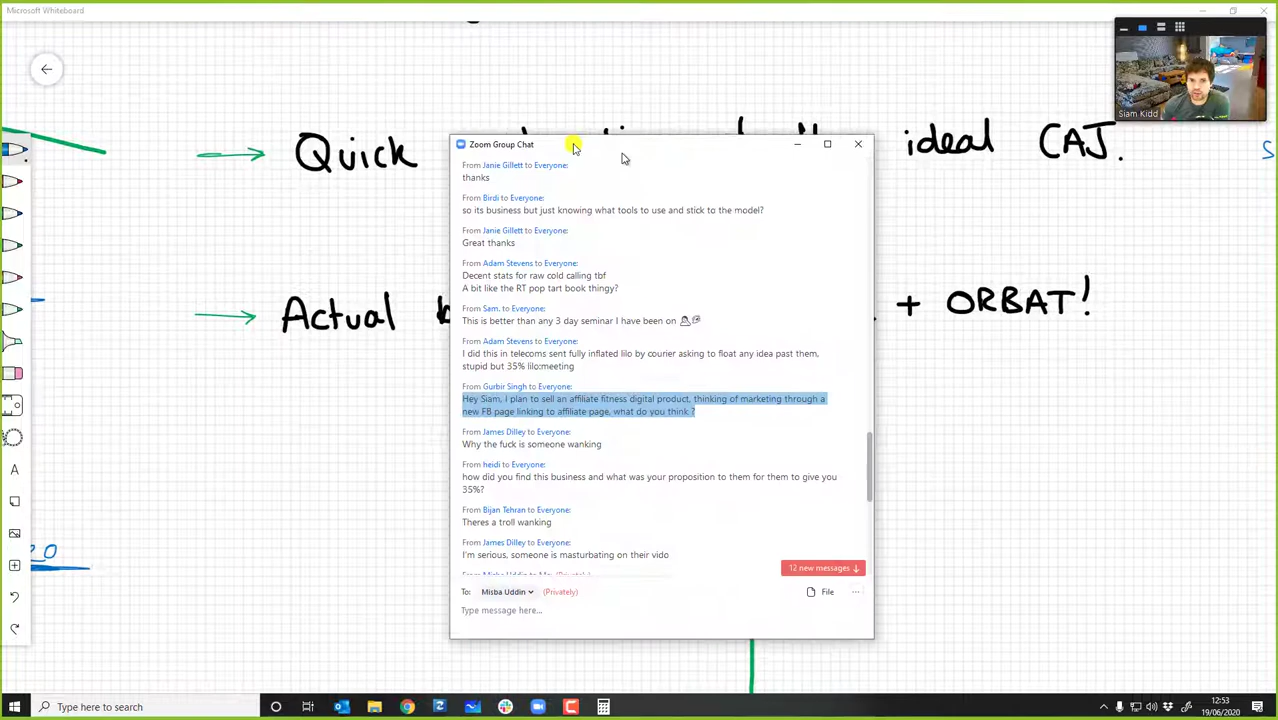 Microsoft Whiteboard
Siam Kidd
Quick
ideal CAJ.
Actual
+ ORBAT!
Zoom Group Chat
From Janie Gillett to Everyone:
thanks
From Birdi to Everyone:
so its business but just knowing what tools to use and stick to the model?
From Janie Gillett to Everyone:
Great thanks
From Adam Stevens to Everyone:
Decent stats for raw cold calling tbf
A bit like the RT pop tart book thingy?
From Sam. to Everyone:
This is better than any 3 day seminar I have been on
From Adam Stevens to Everyone:
I did this in telecoms sent fully inflated lilo by courier asking to float any idea past them,
stupid but 35% lilo:meeting
From Gurbir Singh to Everyone:
Hey Siam, I plan to sell an affiliate fitness digital product, thinking of marketing through a
new FB page linking to affiliate page, what do you think ?
From James Dilley to Everyone:
Why the fuck is someone wanking
From heidi to Everyone:
how did you find this business and what was your proposition to them for them to give you
35%?
From Bijan Tehran to Everyone:
Theres a troll wanking
From James Dilley to Everyone:
I'm serious, someone is masturbating on their vido
From Misba Uddin to Me: (Privately)
12 new messages
To: Misba Uddin (Privately)
File
Type message here...
Type here to search
12:53
19/06/2020